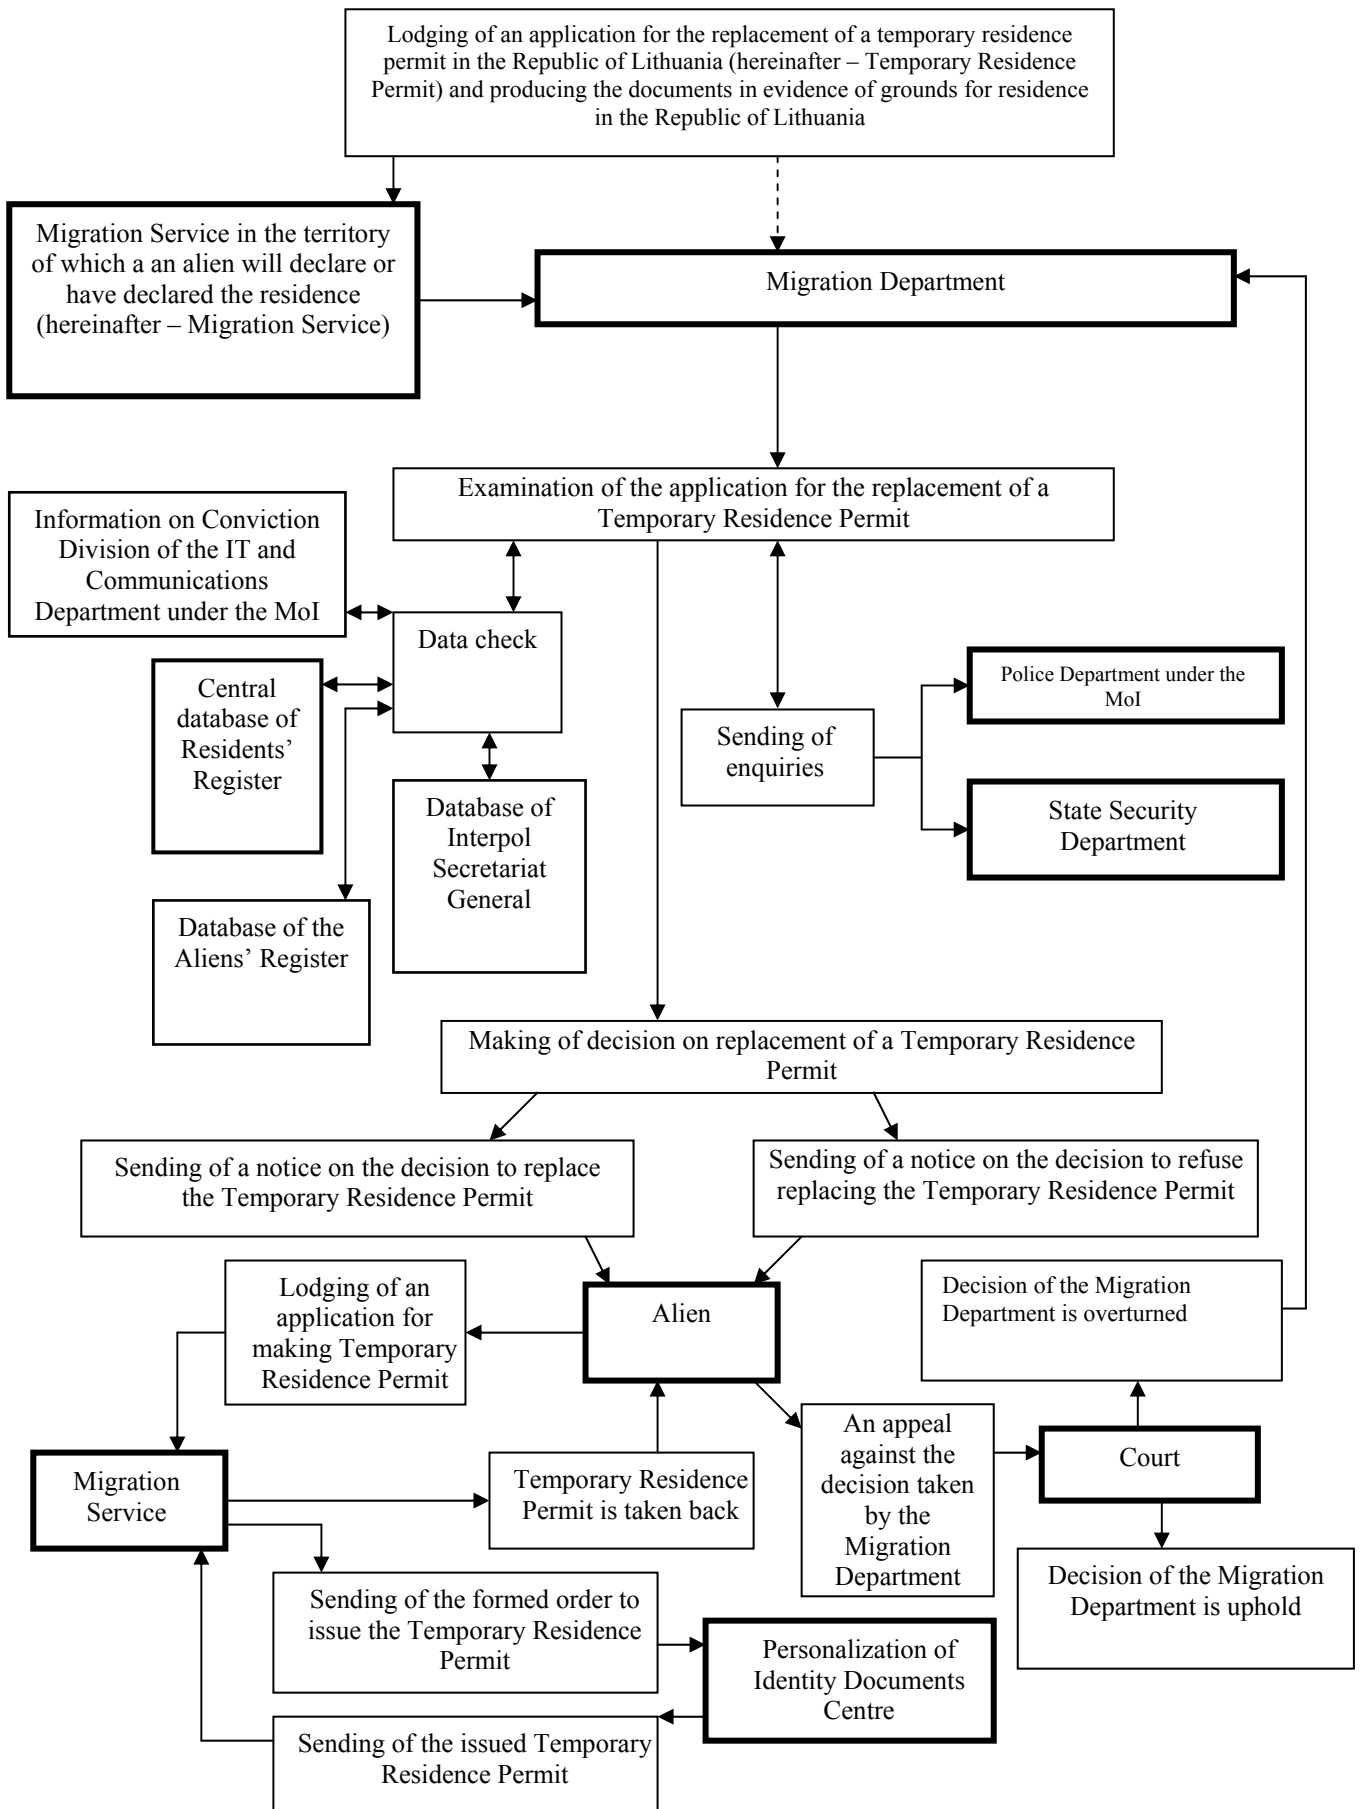 Lodging of an application for the replacement of a temporary residence
permit in the Republic of Lithuania (hereinafter – Temporary Residence
Permit) and producing the documents in evidence of grounds for residence
in the Republic of Lithuania
Migration Service in the territory
of which a an alien will declare or
have declared the residence
(hereinafter – Migration Service)
Migration Department
Examination of the application for the replacement of a
Temporary Residence Permit
Information on Conviction
Division of the IT and
Communications
Department under the MoI
Data check
Central
database of
Residents’
Register
Police Department under the
MoI
Sending of
enquiries
State Security
Department
Database of
Interpol
Secretariat
General
Database of the
Aliens’ Register
Making of decision on replacement of a Temporary Residence
Permit
Sending of a notice on the decision to replace
the Temporary Residence Permit
Sending of a notice on the decision to refuse
replacing the Temporary Residence Permit
Lodging of an
application for
making Temporary
Residence Permit
Alien
Decision of the Migration
Department is overturned
An appeal
against the
decision taken
by the
Migration
Department
Court
Migration
Service
Temporary Residence
Permit is taken back
Decision of the Migration
Department is uphold
Sending of the formed order to
issue the Temporary Residence
Permit
Personalization of
Identity Documents
Centre
Sending of the issued Temporary
Residence Permit